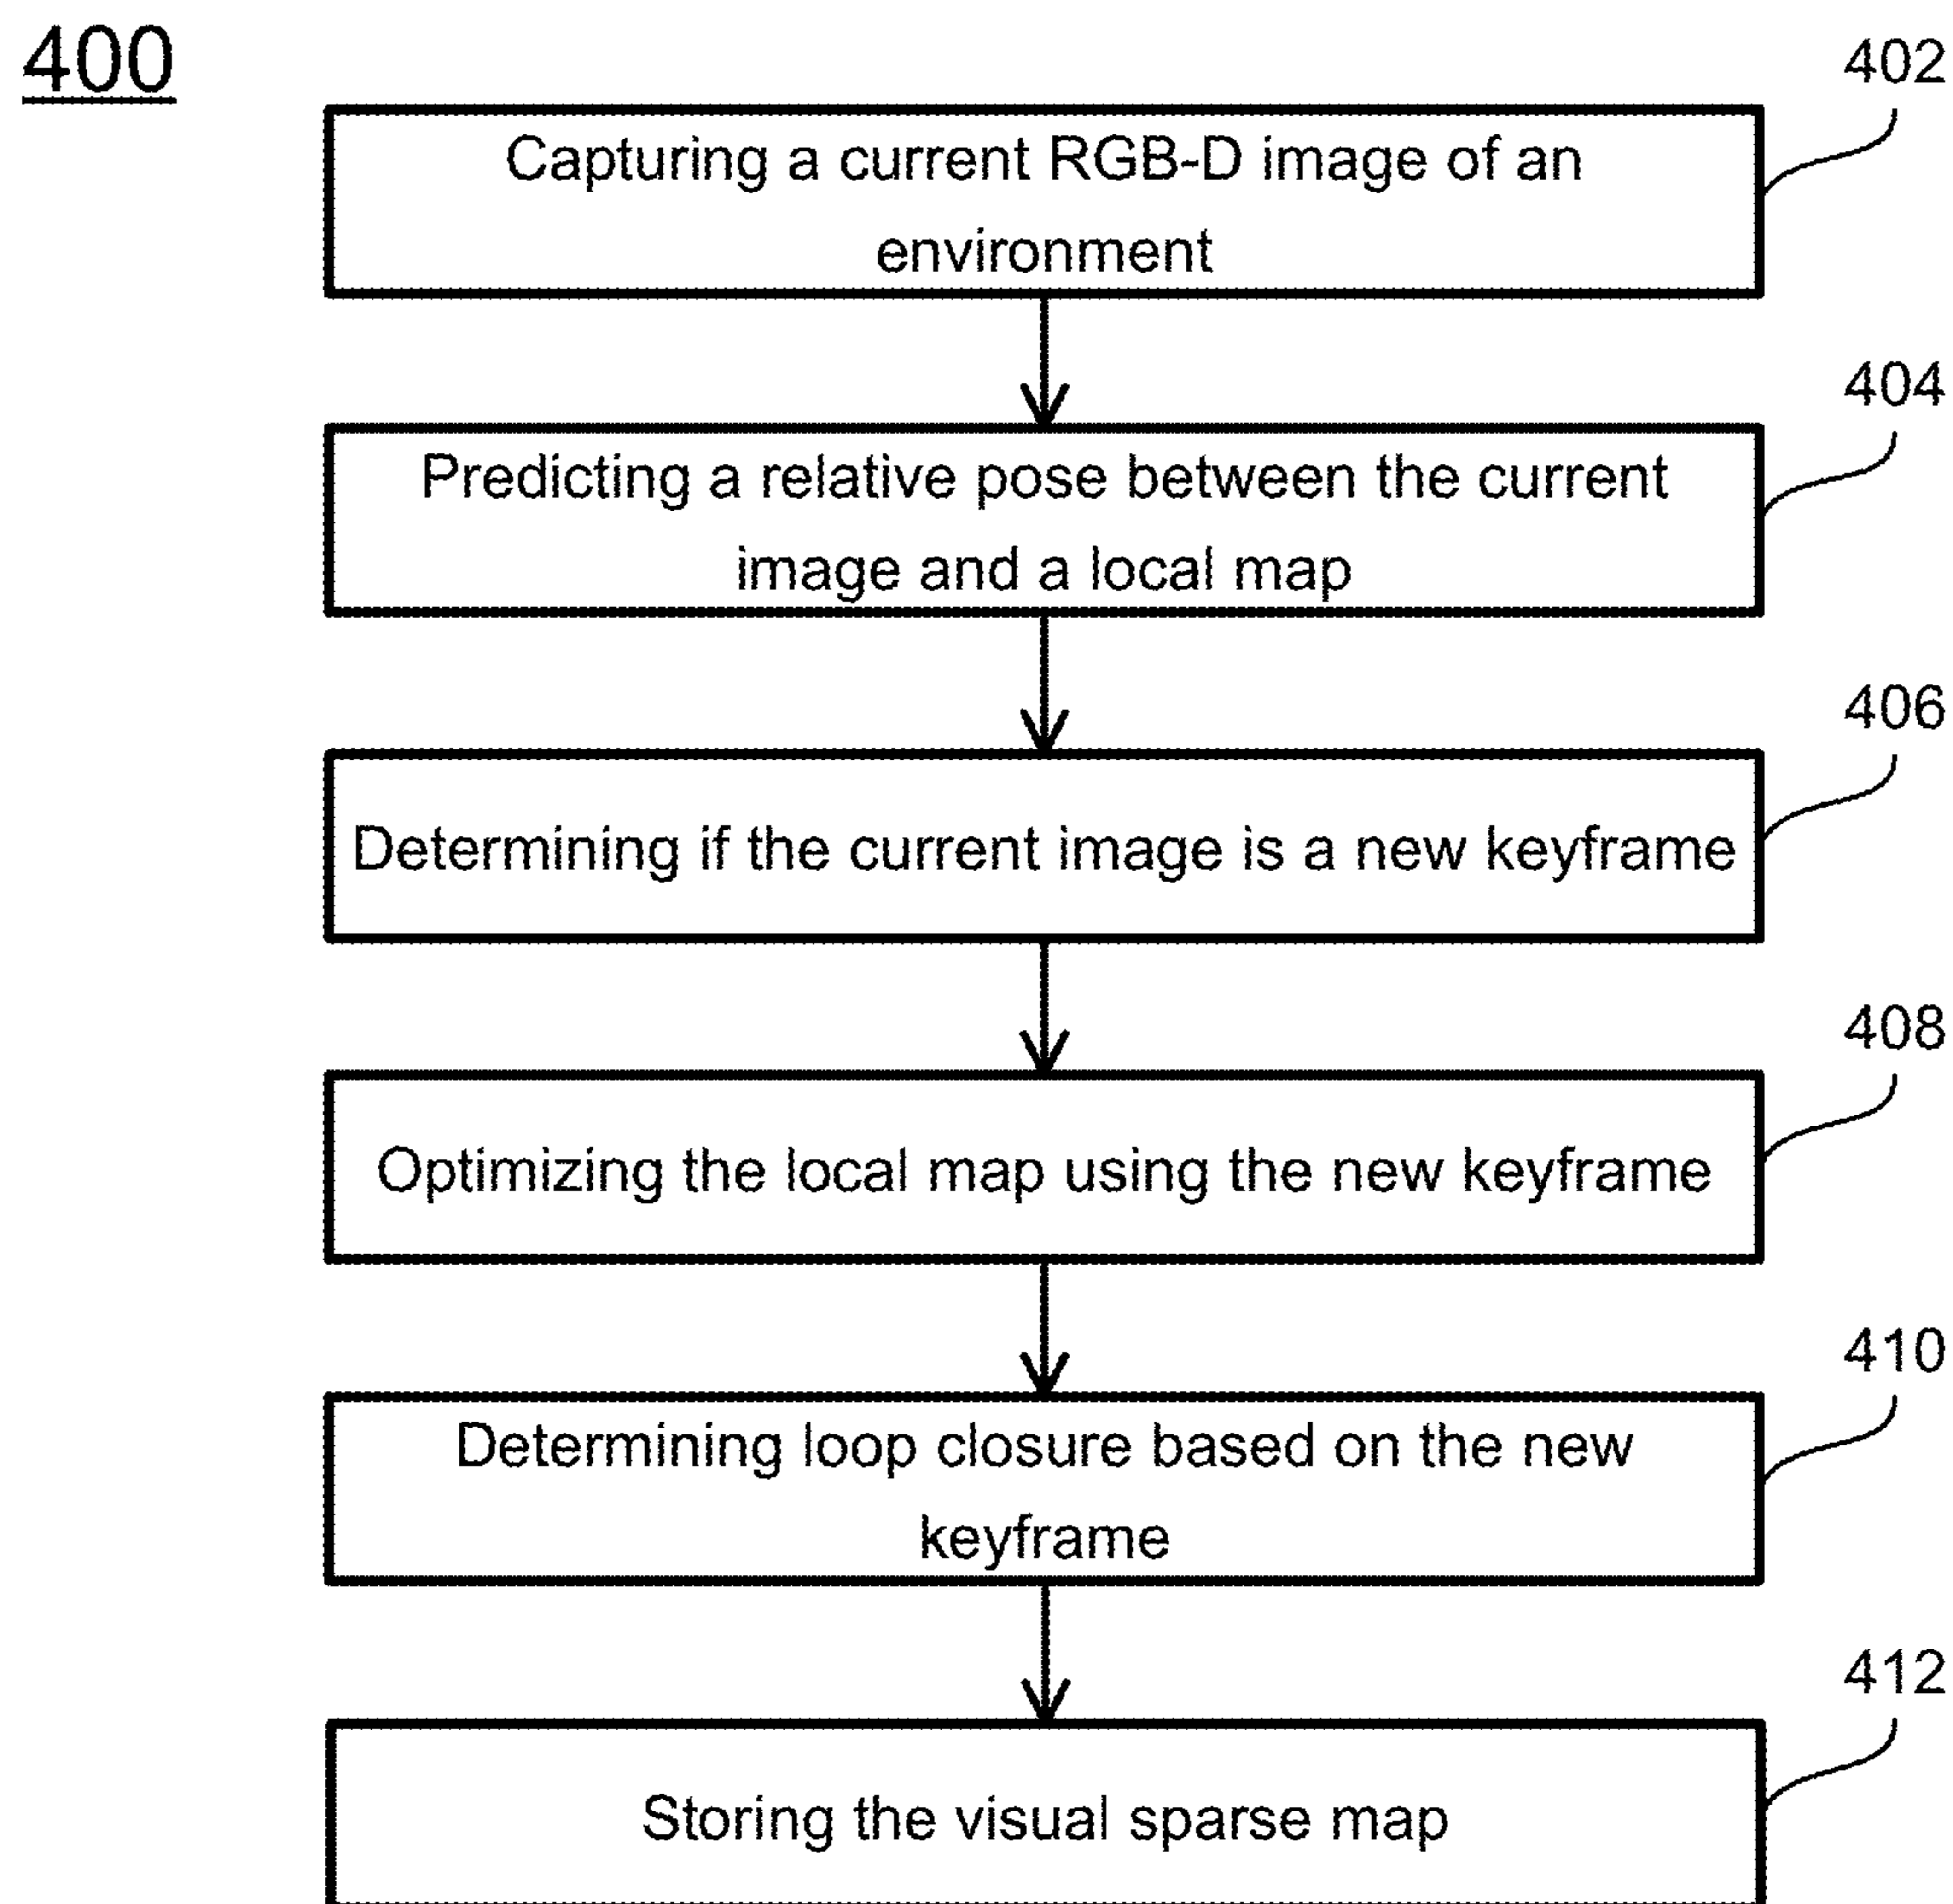 400
402
Capturing a current RGB-D image of an
environment
404
Predicting a relative pose between the current
image and a local map
406
Determining if the current image is a new keyframe
408
Optimizing the local map using the new keyframe
410
Determining loop closure based on the new
keyframe
412
Storing the visual sparse map